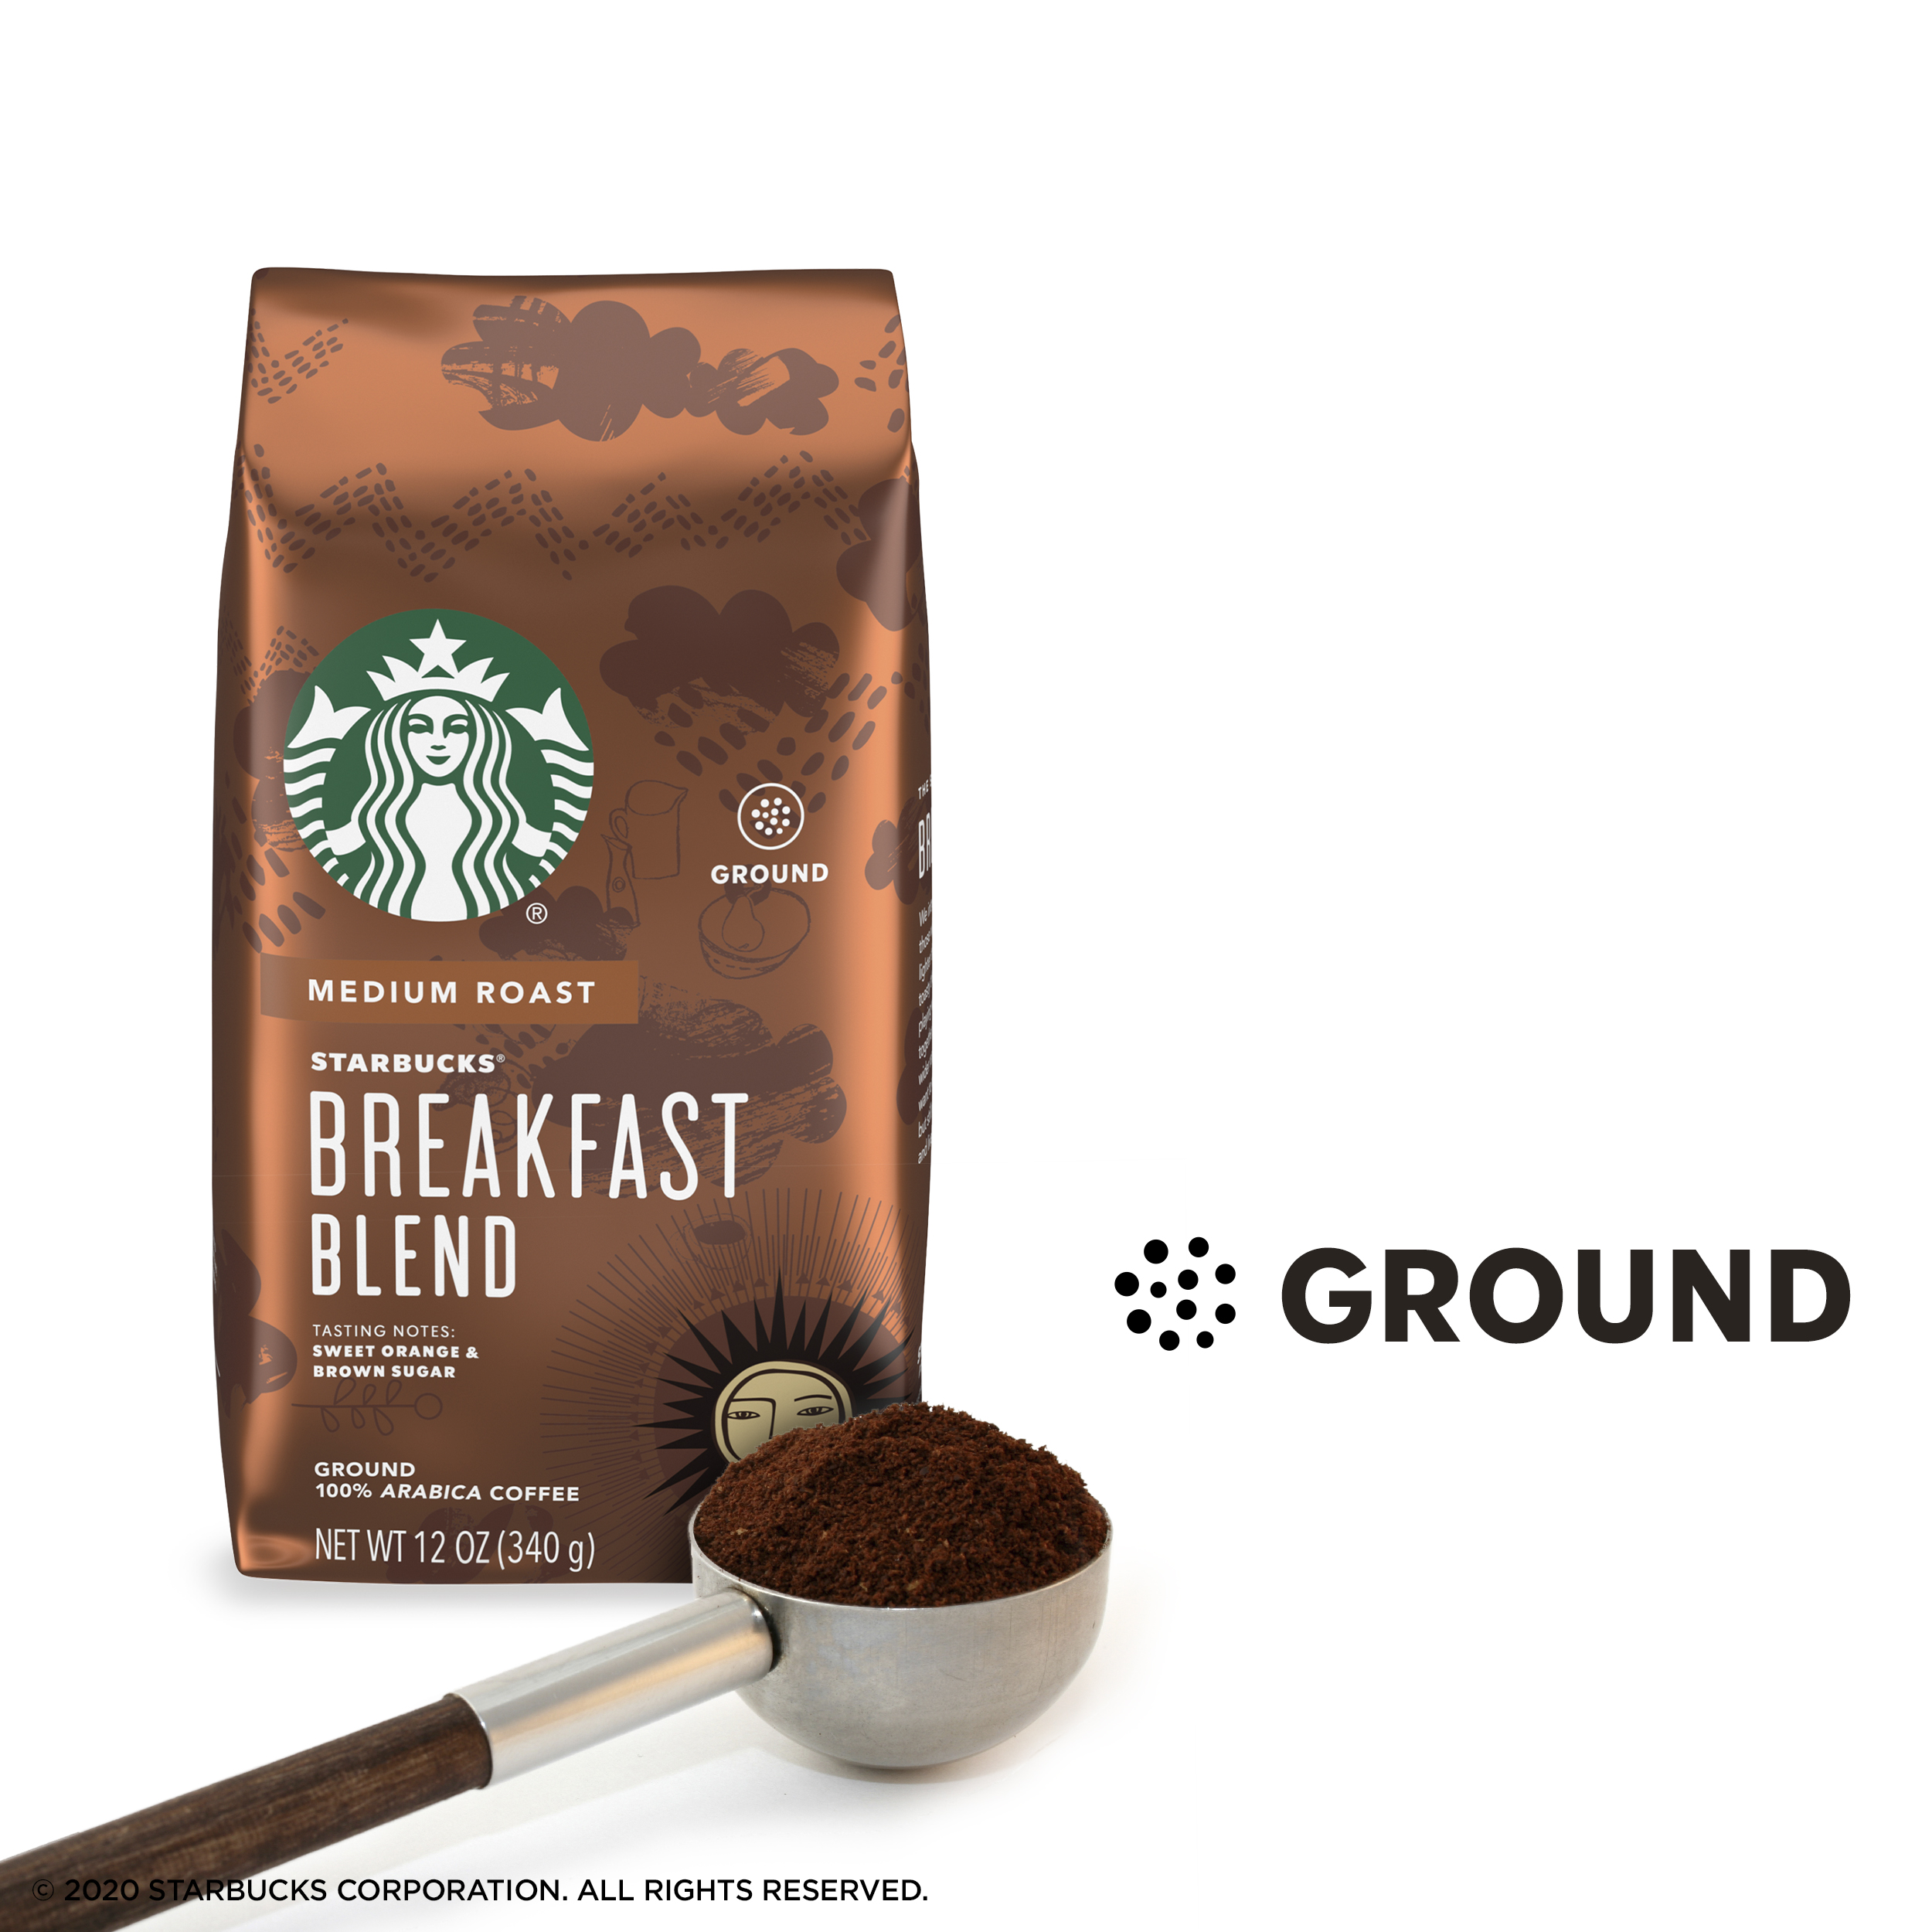 GROUND
MEDIUM ROAST
STARBUCKS®
BREAKFAST
BLEND
TASTING NOTES:
SWEET ORANGE &
BROWN SUGAR
GROUND
100% ARABICA COFFEE
NET WT 12 OZ (340 g)
GROUND
© 2020 STARBUCKS CORPORATION. ALL RIGHTS RESERVED.